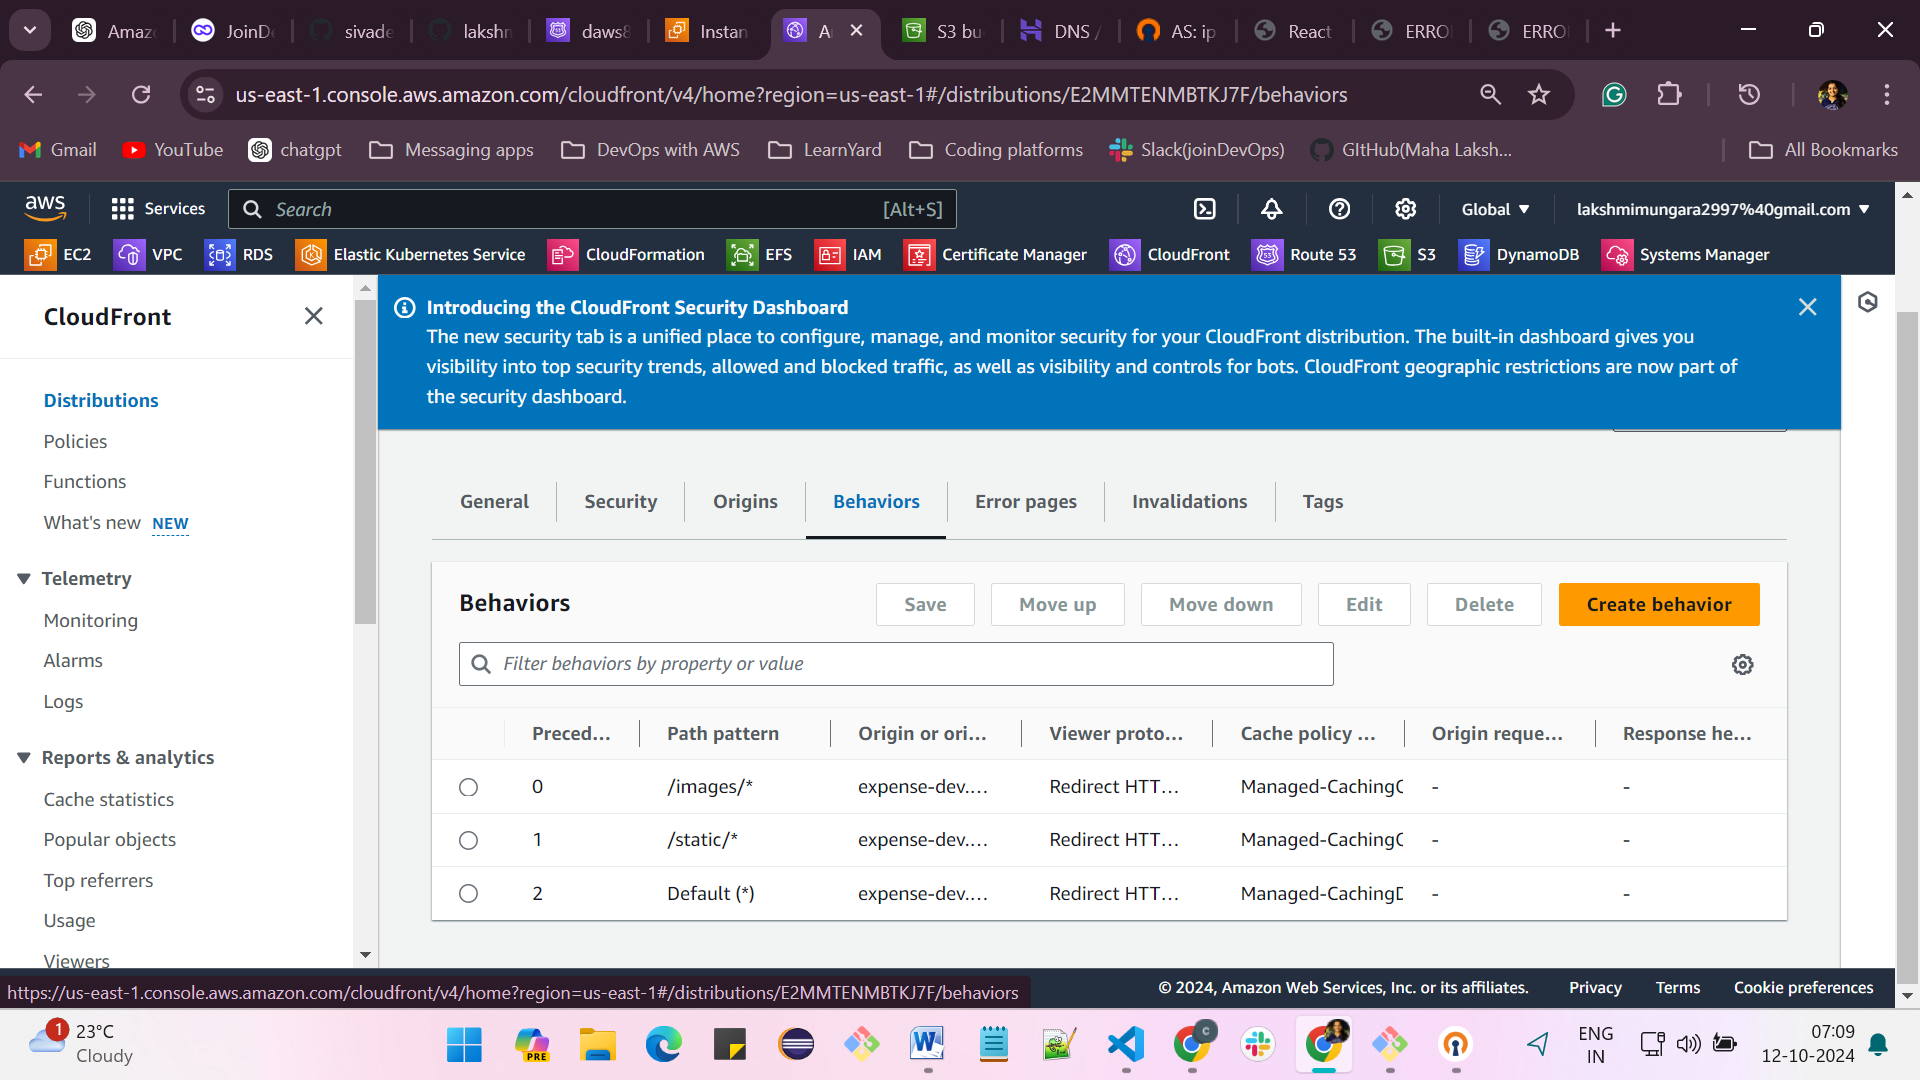 Amaz
JoinD
sivade
lakshm
daws8
Instan
A
S3 bu
DNS /
AS: ip
React
ERRO
ERRO
us-east-1.console.aws.amazon.com/cloudfront/v4/home?region=us-east-1#/distributions/E2MMTENMBTKJ7F/behaviors
Gmail
YouTube
chatgpt
Messaging apps
DevOps with AWS
LearnYard
Coding platforms
Slack(joinDevOps)
GItHub(Maha Laksh...
All Bookmarks
aws
Services
Search
[Alt+S]
Global
lakshmimungara2997%40gmail.com
EC2
VPC
RDS
Elastic Kubernetes Service
CloudFormation
EFS
IAM
Certificate Manager
CloudFront
Route 53
S3
DynamoDB
Systems Manager
CloudFront
Distributions
Policies
Functions
What's new NEW
Telemetry
Monitoring
Alarms
Logs
Reports & analytics
Cache statistics
Popular objects
Top referrers
Usage
Viewers
Introducing the CloudFront Security Dashboard
The new security tab is a unified place to configure, manage, and monitor security for your CloudFront distribution. The built-in dashboard gives you
visibility into top security trends, allowed and blocked traffic, as well as visibility and controls for bots. CloudFront geographic restrictions are now part of
the security dashboard.
General
Security
Origins
Behaviors
Error pages
Invalidations
Tags
Behaviors
Save
Move up
Move down
Edit
Delete
Create behavior
Filter behaviors by property or value
Preced... Path pattern Origin or ori... Viewer proto... Cache policy ... Origin reque... Response he...
0 /images/* expense-dev.... Redirect HTT... Managed-CachingO - -
1 /static/* expense-dev.... Redirect HTT... Managed-CachingO - -
2 Default (*) expense-dev.... Redirect HTT... Managed-CachingD - -
https://us-east-1.console.aws.amazon.com/cloudfront/v4/home?region=us-east-1#/distributions/E2MMTENMBTKJ7F/behaviors
© 2024, Amazon Web Services, Inc. or its affiliates.
Privacy
Terms
Cookie preferences
1
23°C
Cloudy
PRE
C
ENG
IN
07:09
12-10-2024